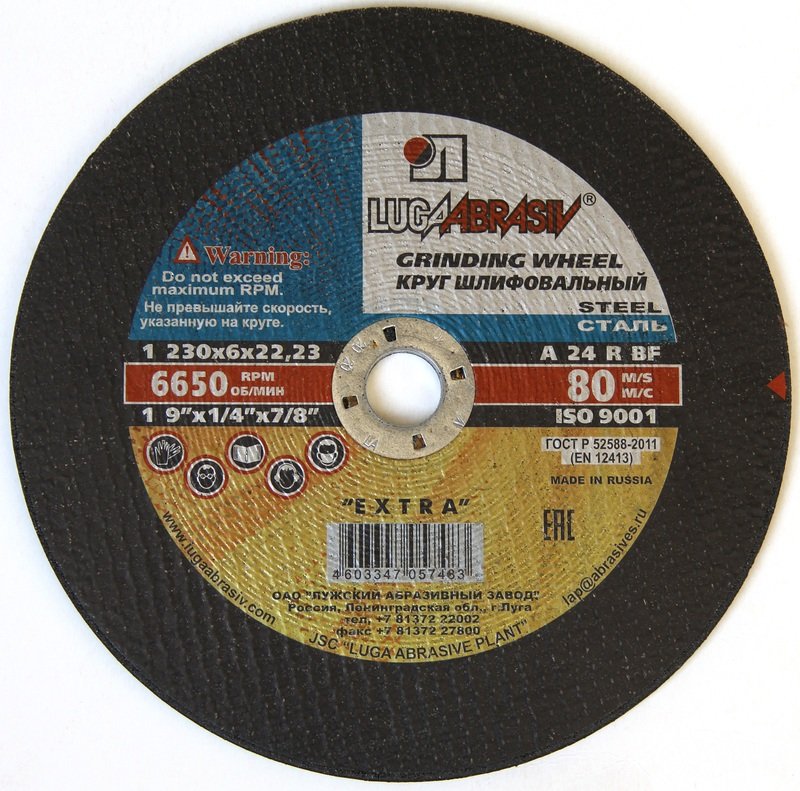 LUGAABRASIV®
GRINDING WHEEL
КРУГ ШЛИФОВАЛЬНЫЙ
STEEL
СТАЛЬ
Warning:
Do not exceed
maximum RPM.
Не превышайте скорость,
указанную на круге.
1 230x6x22,23
A 24 R BF
6650 RPM
ОБ/МИН
80 M/S
М/С
1 9"x1/4"x7/8"
ISO 9001
ГОСТ Р 52588-2011
(EN 12413)
MADE IN RUSSIA
"EXTRA"
EAC
4603347 057483
www.lugaabrasiv.com
lap@abrasives.ru
ОАО "ЛУЖСКИЙ АБРАЗИВНЫЙ ЗАВОД"
Россия, Ленинградская обл., г.Луга
тел. +7 81372 22002
факс +7 81372 27800
JSC "LUGA ABRASIVE PLANT"